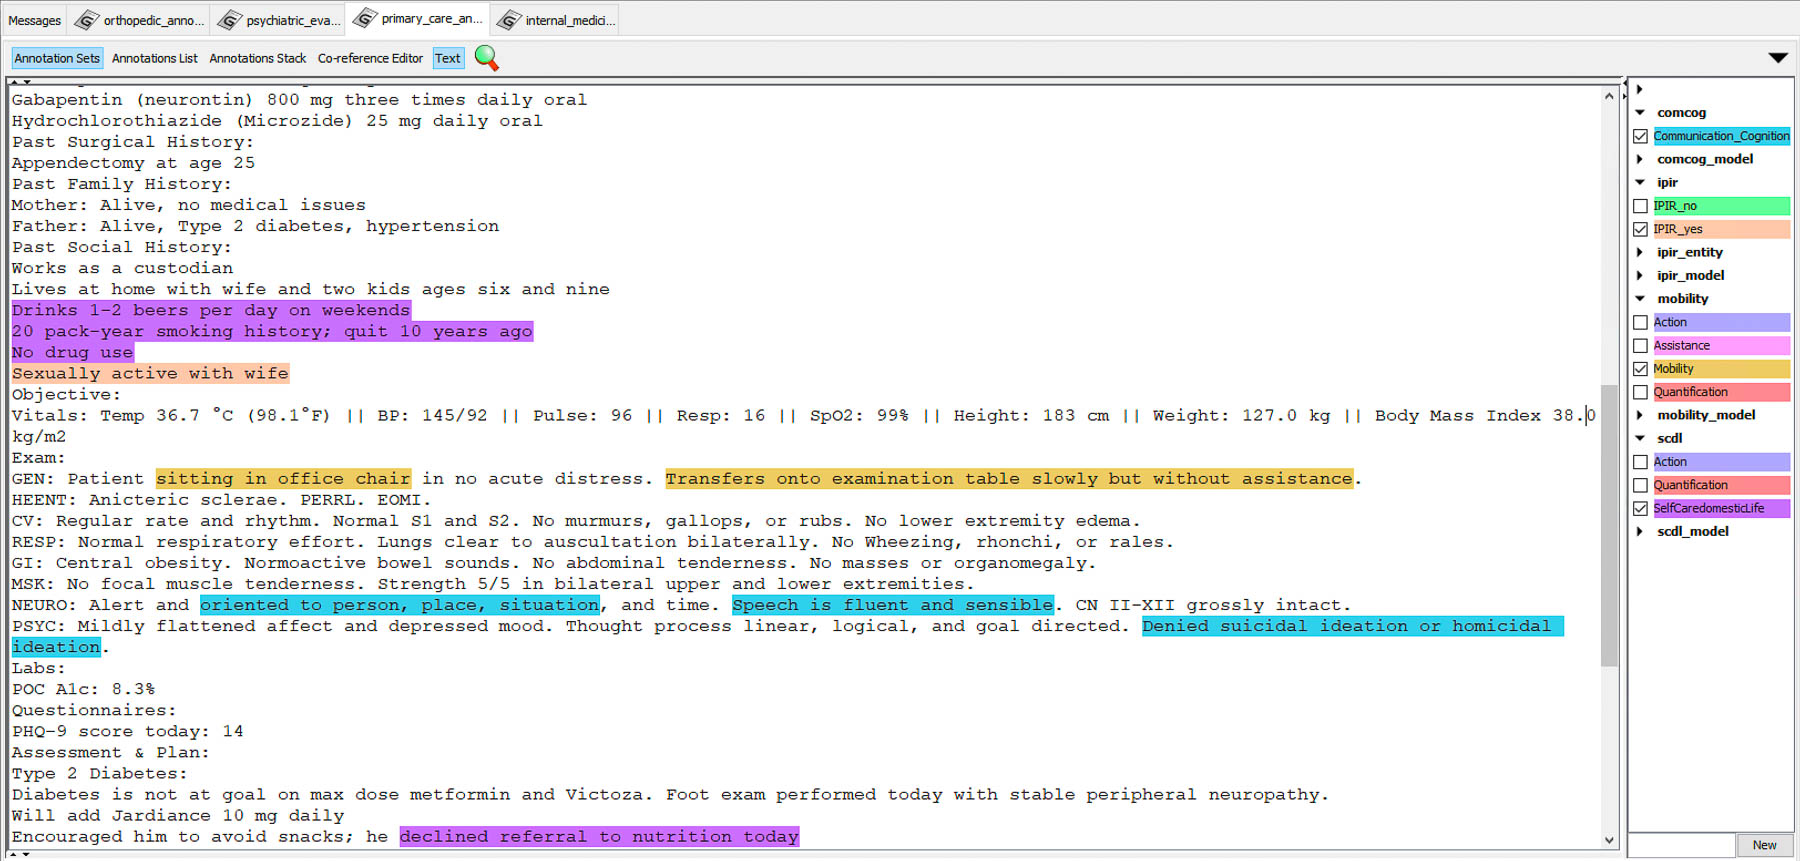 Messages
orthopedic_anno...
psychiatric_eva...
primary_care_an...
internal_medici...
Annotation Sets
Annotations List
Annotations Stack
Co-reference Editor
Text
Gabapentin (neurontin) 800 mg three times daily oral
Hydrochlorothiazide (Microzide) 25 mg daily oral
Past Surgical History:
Appendectomy at age 25
Past Family History:
Mother: Alive, no medical issues
Father: Alive, Type 2 diabetes, hypertension
Past Social History:
Works as a custodian
Lives at home with wife and two kids ages six and nine
Drinks 1-2 beers per day on weekends
20 pack-year smoking history; quit 10 years ago
No drug use
Sexually active with wife
Objective:
Vitals: Temp 36.7 °C (98.1°F) || BP: 145/92 || Pulse: 96 || Resp: 16 || SpO2: 99% || Height: 183 cm || Weight: 127.0 kg || Body Mass Index 38.0
kg/m2
Exam:
GEN: Patient sitting in office chair in no acute distress. Transfers onto examination table slowly but without assistance.
HEENT: Anicteric sclerae. PERRL. EOMI.
CV: Regular rate and rhythm. Normal S1 and S2. No murmurs, gallops, or rubs. No lower extremity edema.
RESP: Normal respiratory effort. Lungs clear to auscultation bilaterally. No Wheezing, rhonchi, or rales.
GI: Central obesity. Normoactive bowel sounds. No abdominal tenderness. No masses or organomegaly.
MSK: No focal muscle tenderness. Strength 5/5 in bilateral upper and lower extremities.
NEURO: Alert and oriented to person, place, situation, and time. Speech is fluent and sensible. CN II-XII grossly intact.
PSYC: Mildly flattened affect and depressed mood. Thought process linear, logical, and goal directed. Denied suicidal ideation or homicidal
ideation.
Labs:
POC A1c: 8.3%
Questionnaires:
PHQ-9 score today: 14
Assessment & Plan:
Type 2 Diabetes:
Diabetes is not at goal on max dose metformin and Victoza. Foot exam performed today with stable peripheral neuropathy.
Will add Jardiance 10 mg daily
Encouraged him to avoid snacks; he declined referral to nutrition today
comcog
Communication_Cognition
comcog_model
ipir
IPIR_no
IPIR_yes
ipir_entity
ipir_model
mobility
Action
Assistance
Mobility
Quantification
mobility_model
scdl
Action
Quantification
SelfCaredomesticLife
scdl_model
New